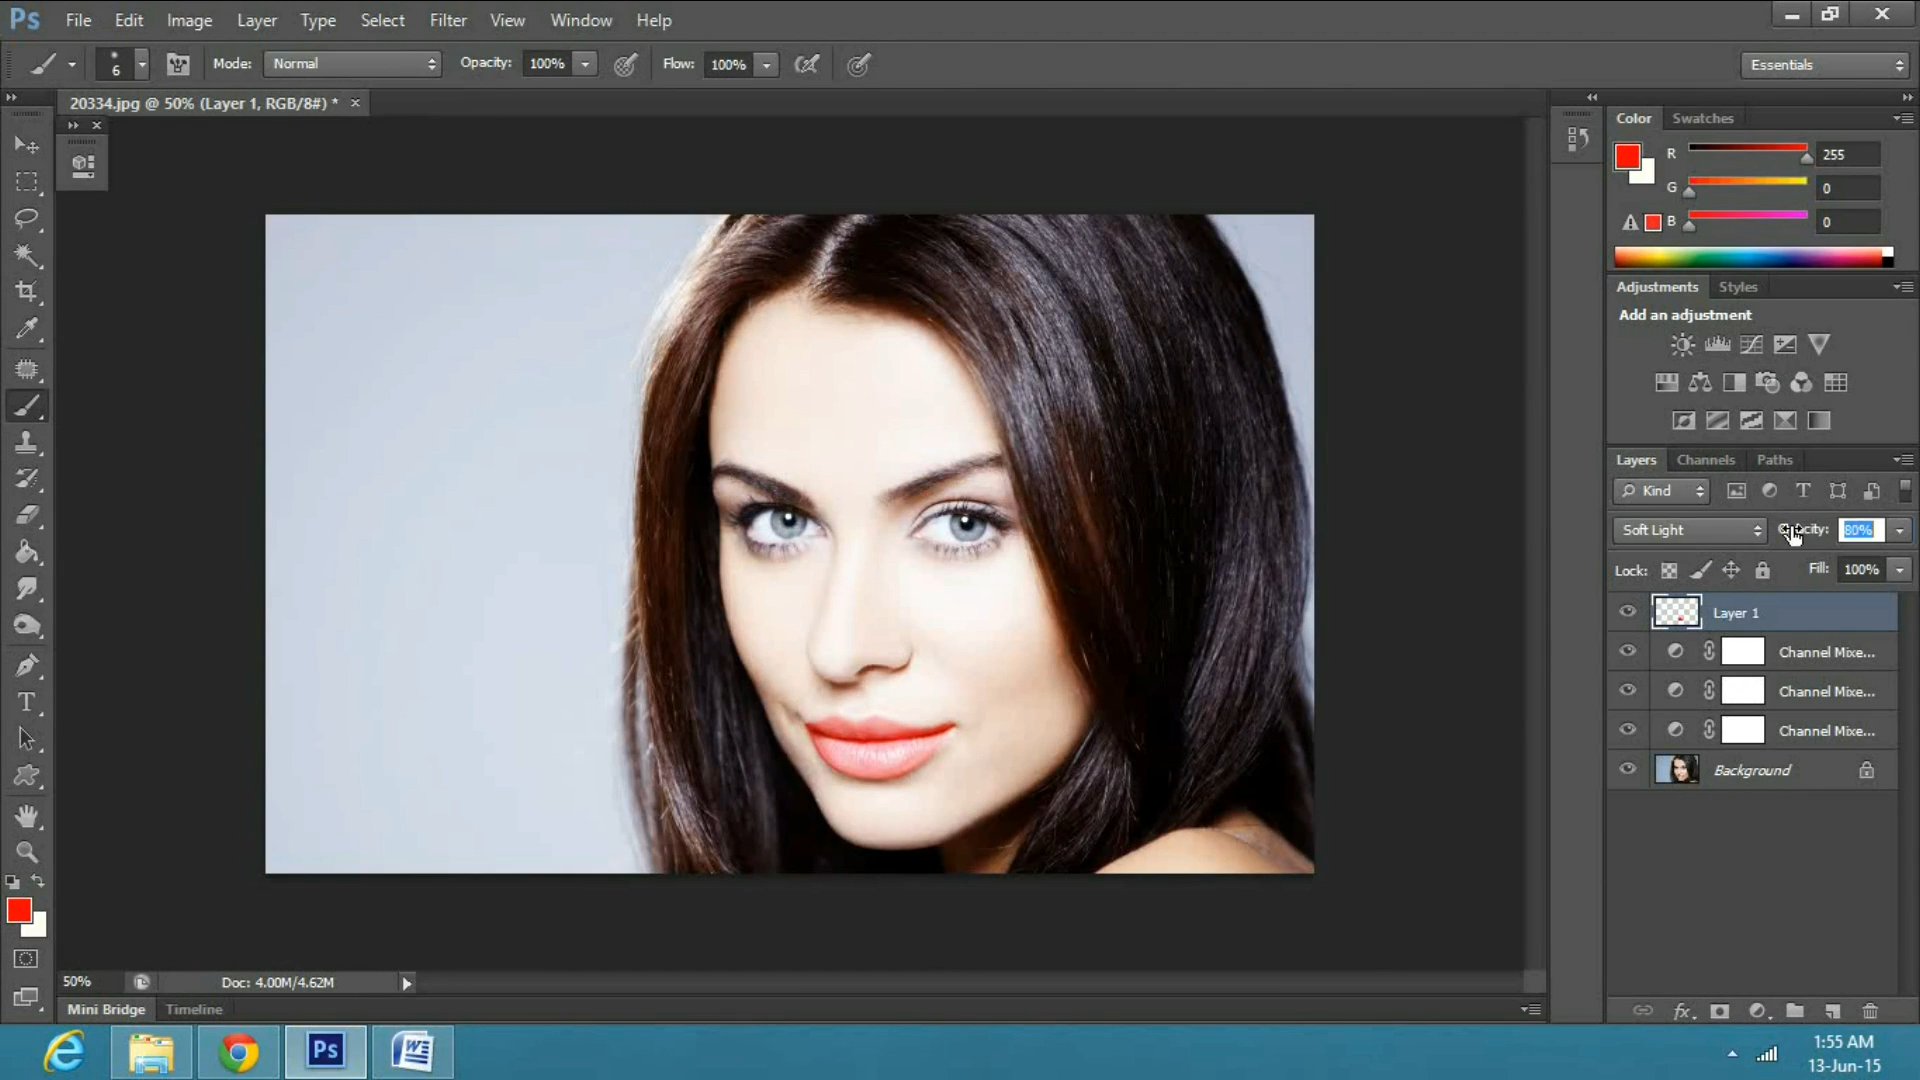 Ps File Edit Image Layer Type Select Filter View Window Help
6 Mode: Normal Opacity: 100% Flow: 100% Essentials
20334.jpg @ 50% (Layer 1, RGB/8#) *
Color Swatches
R 255
G 0
B 0
Adjustments Styles
Add an adjustment
Layers Channels Paths
Kind
Soft Light 80%
Lock: Fill: 100%
Layer 1
Channel Mixe...
Channel Mixe...
Channel Mixe...
Background
50% Doc: 4.00M/4.62M
Mini Bridge Timeline
Ps
1:55 AM
13-Jun-15